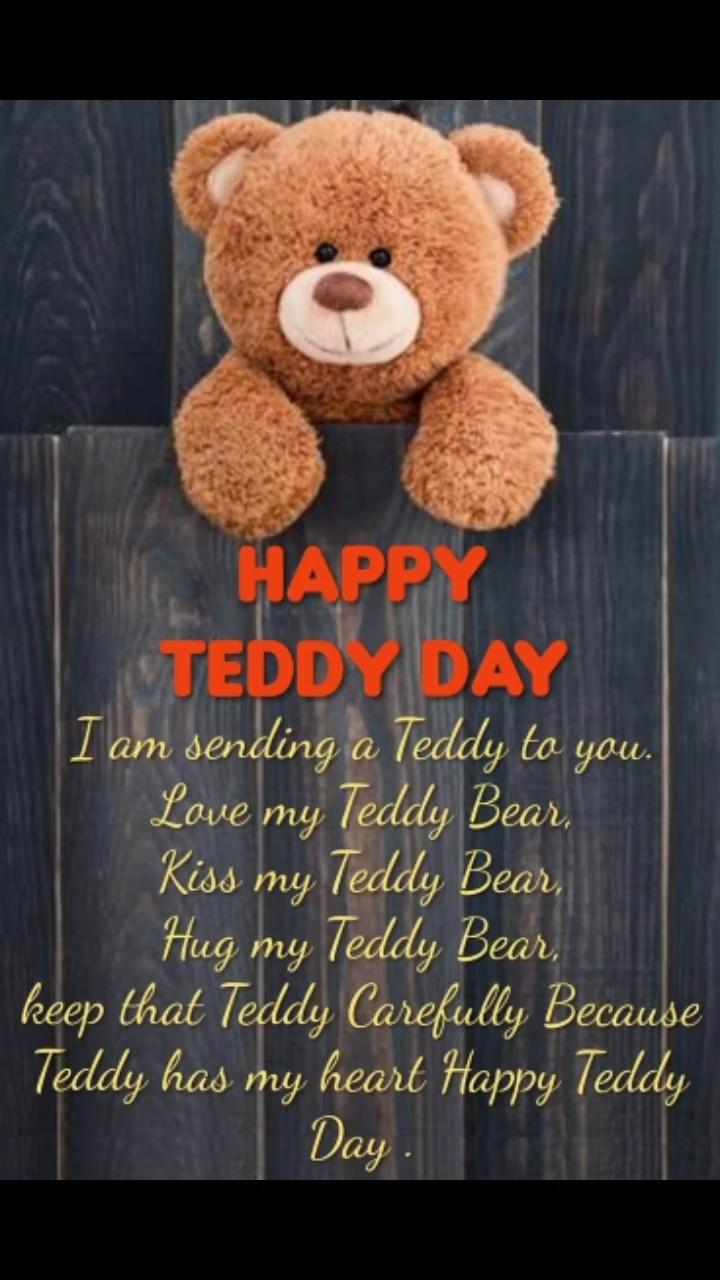 HAPPY
TEDDY DAY
I am sending a Teddy to you.
Love my Teddy Bear,
Kiss my Teddy Bear,
Hug my Teddy Bear,
keep that Teddy Carefully Because
Teddy has my heart Happy Teddy
Day .